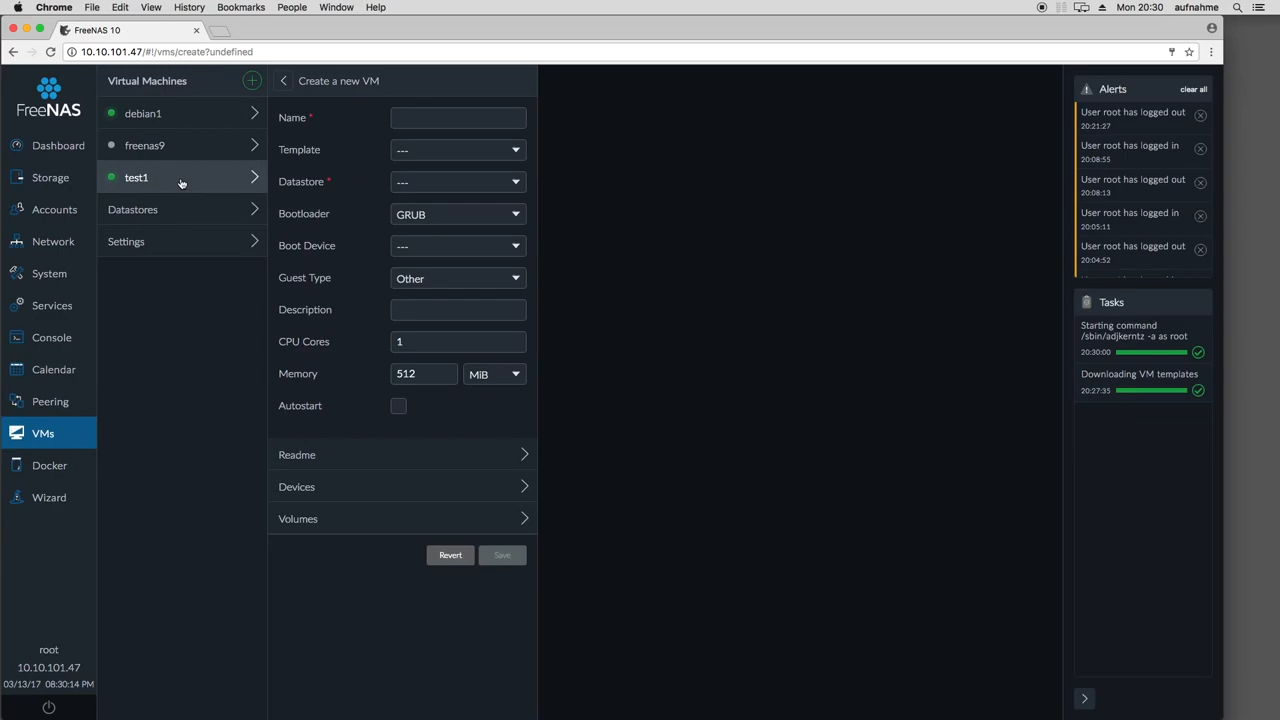 Chrome File Edit View History Bookmarks People Window Help
Mon 20:30 aufnahme
FreeNAS 10
10.10.101.47/#!/vms/create?undefined
FreeNAS
Dashboard
Storage
Accounts
Network
System
Services
Console
Calendar
Peering
VMs
Docker
Wizard
root
10.10.101.47
03/13/17 08:30:14 PM
Virtual Machines
debian1
freenas9
test1
Datastores
Settings
Create a new VM
Name *
Template ---
Datastore * ---
Bootloader GRUB
Boot Device ---
Guest Type Other
Description
CPU Cores 1
Memory 512 MiB
Autostart
Readme
Devices
Volumes
Revert Save
Alerts clear all
User root has logged out
20:21:27
User root has logged in
20:08:55
User root has logged out
20:08:13
User root has logged in
20:05:11
User root has logged out
20:04:52
Tasks
Starting command
/sbin/adjkerntz -a as root
20:30:00
Downloading VM templates
20:27:35